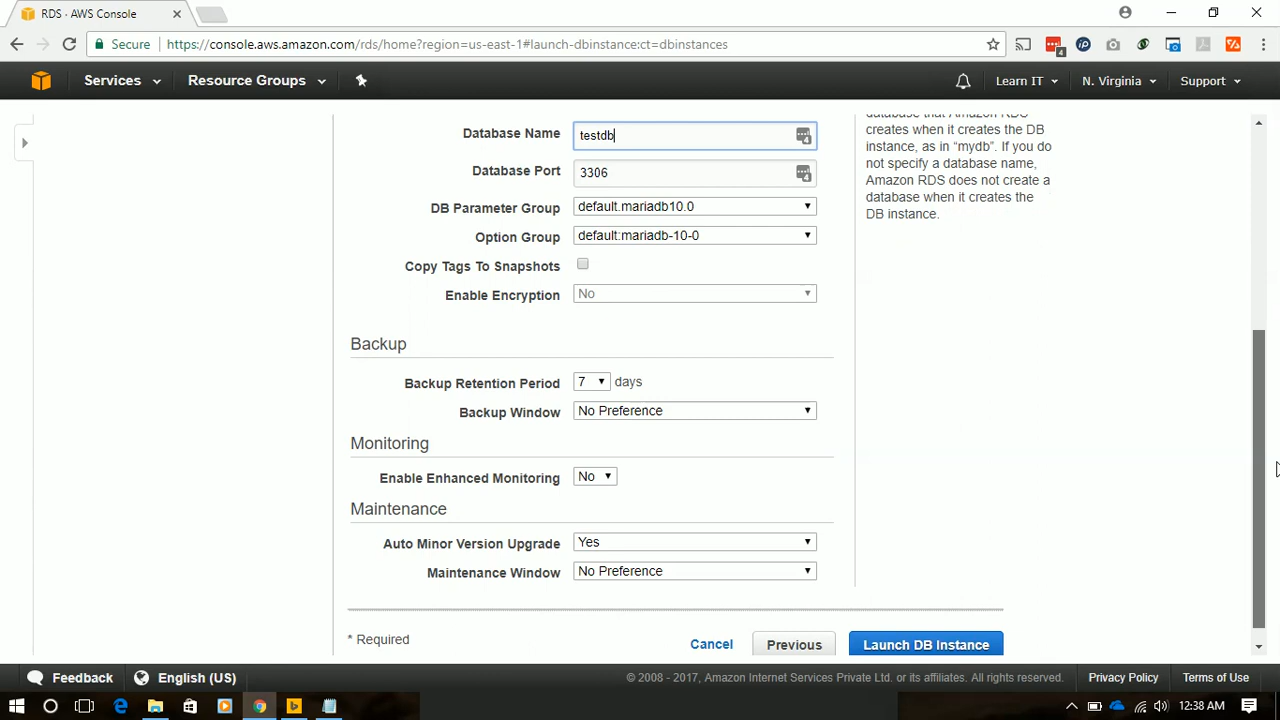 RDS - AWS Console
Secure
https://console.aws.amazon.com/rds/home?region=us-east-1#launch-dbinstance:ct=dbinstances
4
Services
Resource Groups
Learn IT
N. Virginia
Support
Database Name
testdb
4
Database Port
3306
4
DB Parameter Group
default.mariadb10.0
Option Group
default:mariadb-10-0
Copy Tags To Snapshots
Enable Encryption
No
database that Amazon RDS
creates when it creates the DB
instance, as in “mydb”. If you do
not specify a database name,
Amazon RDS does not create a
database when it creates the
DB instance.
Backup
Backup Retention Period
7
days
Backup Window
No Preference
Monitoring
Enable Enhanced Monitoring
No
Maintenance
Auto Minor Version Upgrade
Yes
Maintenance Window
No Preference
* Required
Cancel
Previous
Launch DB Instance
Feedback
English (US)
© 2008 - 2017, Amazon Internet Services Private Ltd. or its affiliates. All rights reserved.
Privacy Policy
Terms of Use
12:38 AM